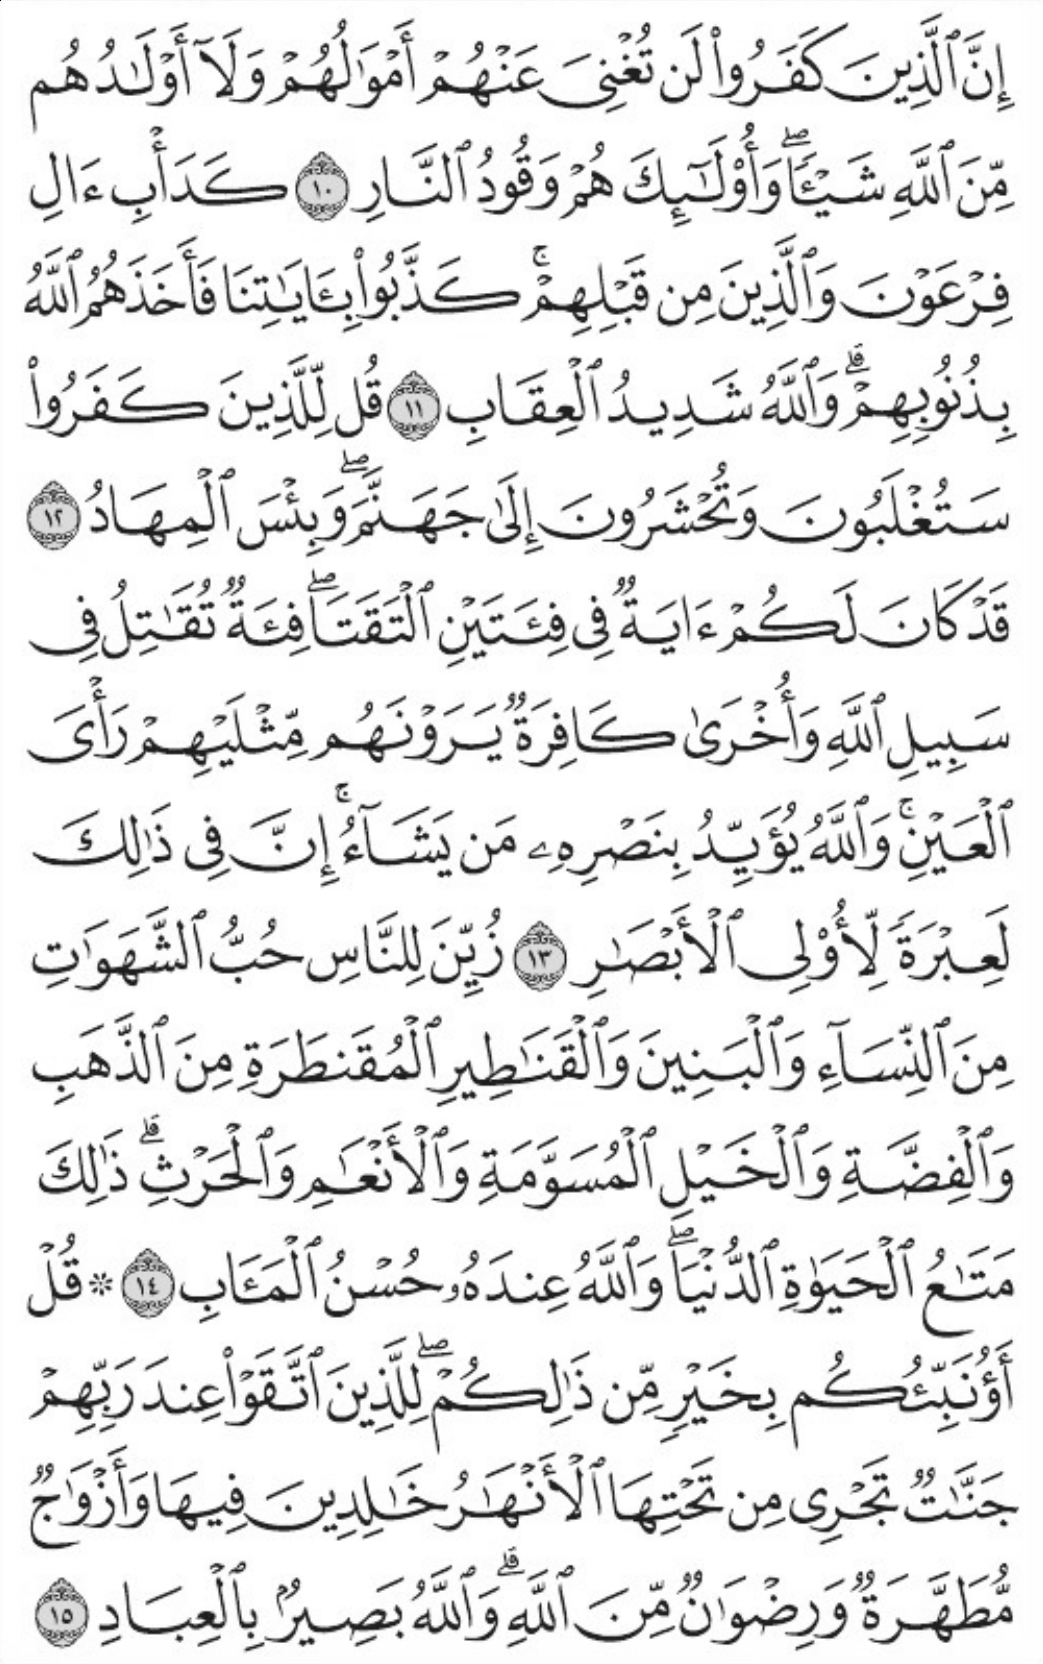 إِنَّ ٱلَّذِينَ كَفَرُوا۟ لَن تُغْنِىَ عَنْهُمْ أَمْوَٰلُهُمْ وَلَآ أَوْلَـٰدُهُم
مِّنَ ٱللَّهِ شَيْـًٔا ۖ وَأُو۟لَـٰٓئِكَ هُمْ وَقُودُ ٱلنَّارِ ١٠ كَدَأْبِ ءَالِ
فِرْعَوْنَ وَٱلَّذِينَ مِن قَبْلِهِمْ ۚ كَذَّبُوا۟ بِـَٔايَـٰتِنَا فَأَخَذَهُمُ ٱللَّهُ
بِذُنُوبِهِمْ ۗ وَٱللَّهُ شَدِيدُ ٱلْعِقَابِ ١١ قُل لِّلَّذِينَ كَفَرُوا۟
سَتُغْلَبُونَ وَتُحْشَرُونَ إِلَىٰ جَهَنَّمَ ۖ وَبِئْسَ ٱلْمِهَادُ ١٢
قَدْ كَانَ لَكُمْ ءَايَةٌ فِى فِئَتَيْنِ ٱلْتَقَتَا ۖ فِئَةٌ تُقَـٰتِلُ فِى
سَبِيلِ ٱللَّهِ وَأُخْرَىٰ كَافِرَةٌ يَرَوْنَهُم مِّثْلَيْهِمْ رَأْىَ
ٱلْعَيْنِ ۚ وَٱللَّهُ يُؤَيِّدُ بِنَصْرِهِۦ مَن يَشَآءُ ۚ إِنَّ فِى ذَٰلِكَ
لَعِبْرَةً لِّأُو۟لِى ٱلْأَبْصَـٰرِ ١٣ زُيِّنَ لِلنَّاسِ حُبُّ ٱلشَّهَوَٰتِ
مِنَ ٱلنِّسَآءِ وَٱلْبَنِينَ وَٱلْقَنَـٰطِيرِ ٱلْمُقَنطَرَةِ مِنَ ٱلذَّهَبِ
وَٱلْفِضَّةِ وَٱلْخَيْلِ ٱلْمُسَوَّمَةِ وَٱلْأَنْعَـٰمِ وَٱلْحَرْثِ ۗ ذَٰلِكَ
مَتَـٰعُ ٱلْحَيَوٰةِ ٱلدُّنْيَا ۖ وَٱللَّهُ عِندَهُۥ حُسْنُ ٱلْمَـَٔابِ ١٤ ۞ قُلْ
أَؤُنَبِّئُكُم بِخَيْرٍ مِّن ذَٰلِكُمْ ۖ لِلَّذِينَ ٱتَّقَوْا۟ عِندَ رَبِّهِمْ
جَنَّـٰتٌ تَجْرِى مِن تَحْتِهَا ٱلْأَنْهَـٰرُ خَـٰلِدِينَ فِيهَا وَأَزْوَٰجٌ
مُّطَهَّرَةٌ وَرِضْوَٰنٌ مِّنَ ٱللَّهِ ۗ وَٱللَّهُ بَصِيرٌۢ بِٱلْعِبَادِ ١٥